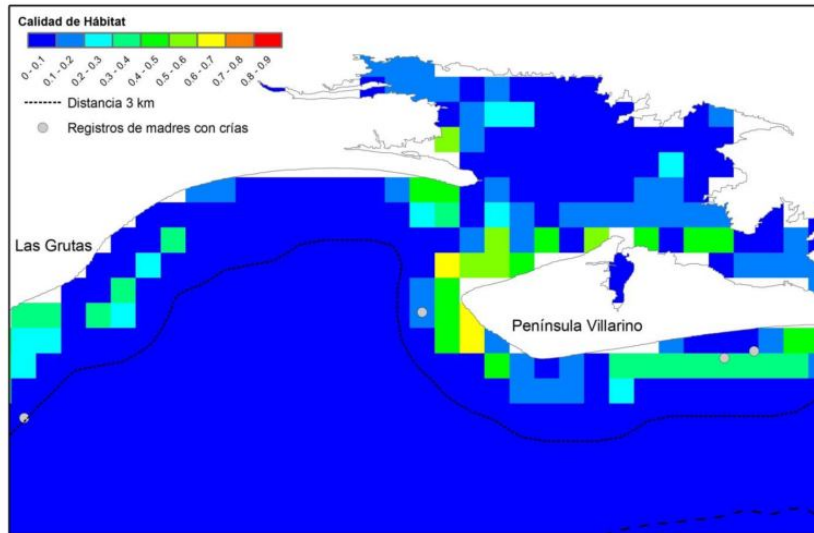 Calidad de Hábitat
0 - 0.1 0.1 - 0.2 0.2 - 0.3 0.3 - 0.4 0.4 - 0.5 0.5 - 0.6 0.6 - 0.7 0.7 - 0.8 0.8 - 0.9
Distancia 3 km
Registros de madres con crías
Las Grutas
Península Villarino